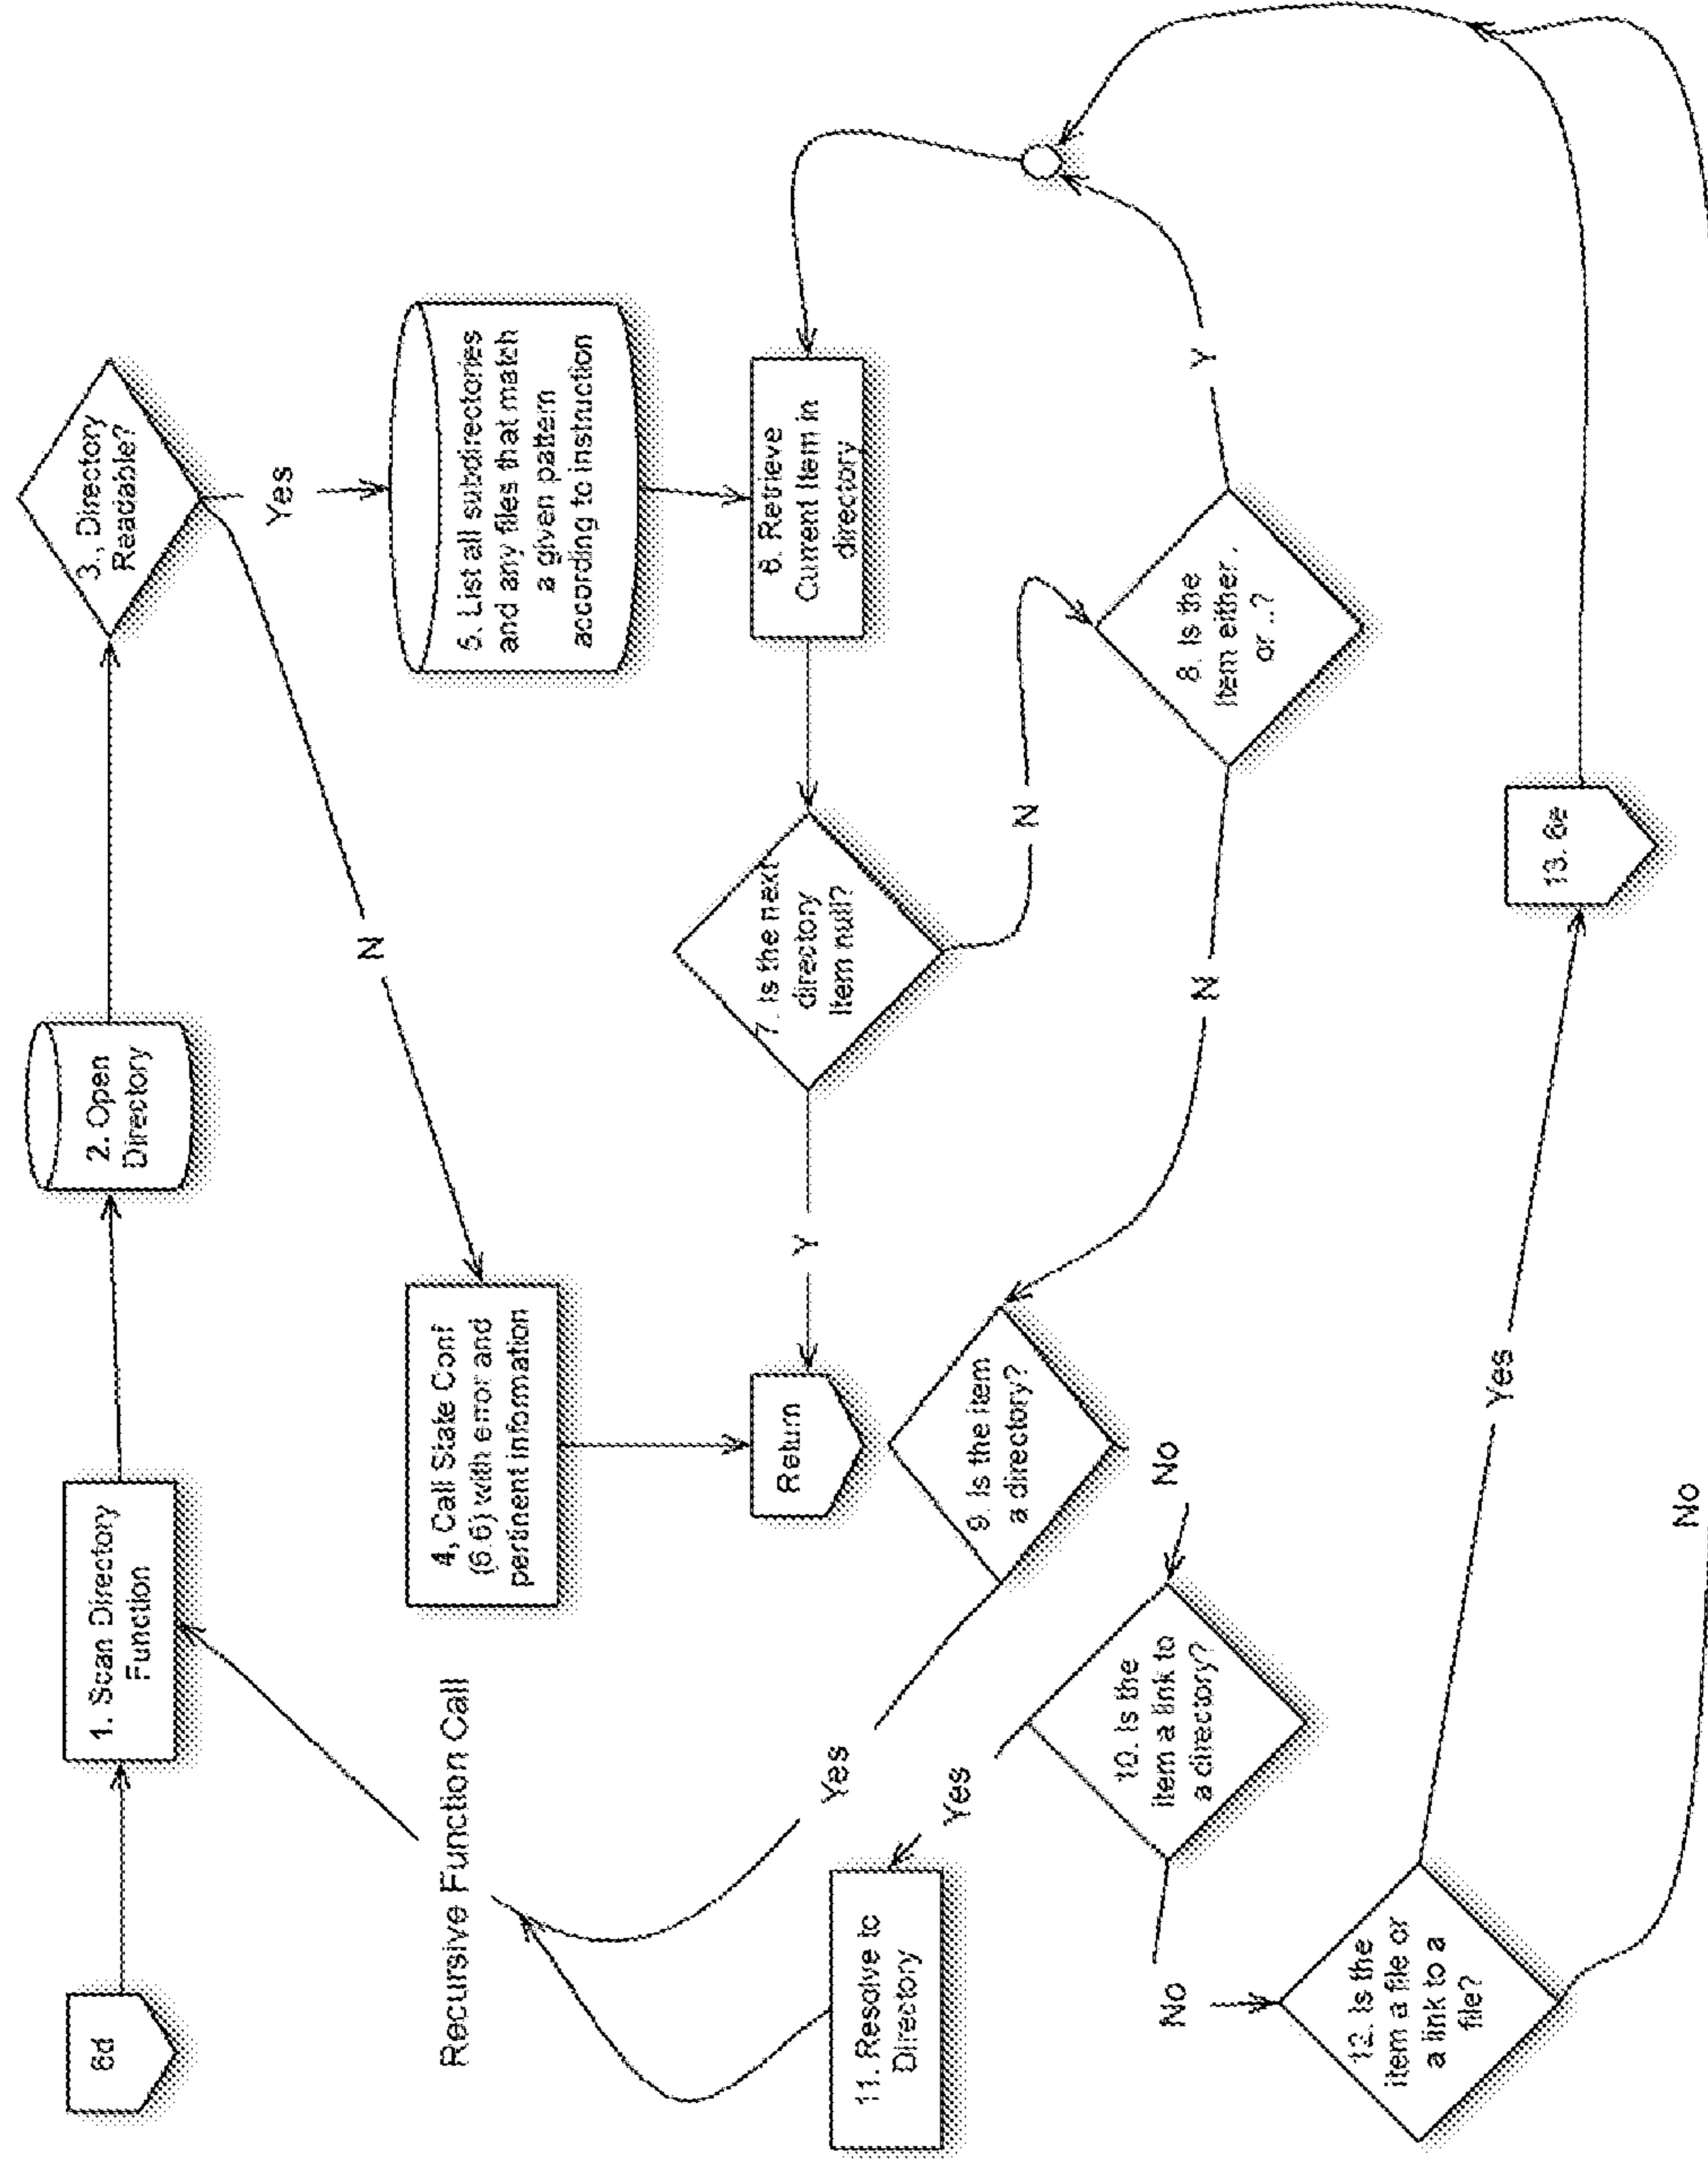 6d
1. Scan Directory
Function
2. Open
Directory
3., Directory
Readable?
Yes
N
4, Call State Conf
(6.6) with error and
pertinent information
5. List all subdirectories
and any files that match
a given pattern
according to instruction
Recursive Function Call
Return
Y
7. Is the next
directory
Item null?
6. Retrieve
Current Item in
directory
N
11. Resolve to
Directory
Yes
Yes
9. Is the item
a directory?
No
10. Is the
item a link to
a directory?
N
8. Is the
Item either .
or ..?
Y
No
12. Is the
item a file or
a link to a
file?
Yes
13. 6e
No